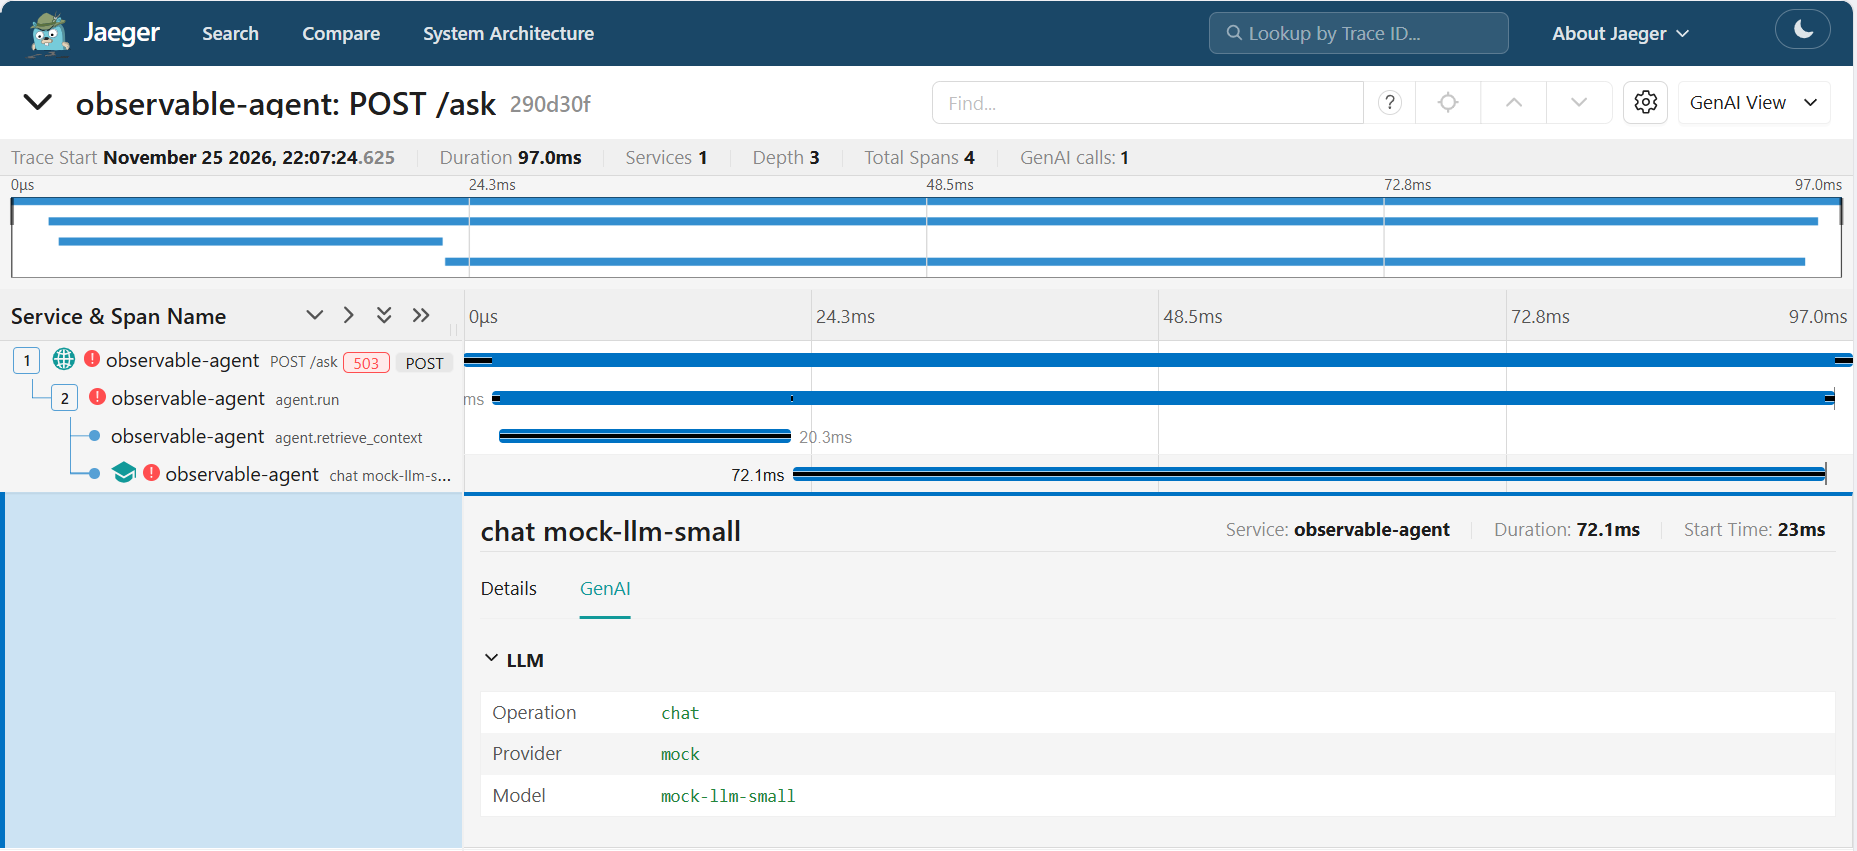 Jaeger Search Compare System Architecture Lookup by Trace ID... About Jaeger
observable-agent: POST /ask 290d30f Find... ? GenAI View
Trace Start November 25 2026, 22:07:24.625 Duration 97.0ms Services 1 Depth 3 Total Spans 4 GenAI calls: 1
0μs 24.3ms 48.5ms 72.8ms 97.0ms
Service & Span Name 0μs 24.3ms 48.5ms 72.8ms 97.0ms
1 observable-agent POST /ask 503 POST
2 observable-agent agent.run ms
observable-agent agent.retrieve_context 20.3ms
observable-agent chat mock-llm-s... 72.1ms
chat mock-llm-small Service: observable-agent Duration: 72.1ms Start Time: 23ms
Details GenAI
LLM
Operation chat
Provider mock
Model mock-llm-small